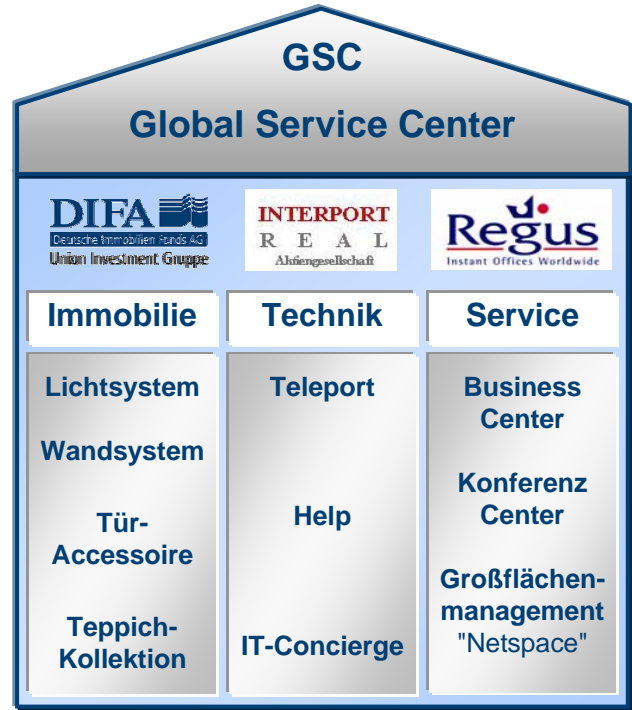 GSC
Global Service Center
DIFA
Deutsche Immobilien Fonds AG
Union Investment Gruppe
INTERPORT
REAL
Aktiengesellschaft
Regus
Instant Offices Worldwide
Immobilie
Technik
Service
Lichtsystem
Wandsystem
Tür-
Accessoire
Teppich-
Kollektion
Teleport
Help
IT-Concierge
Business
Center
Konferenz
Center
Großflächen-
management
"Netspace"